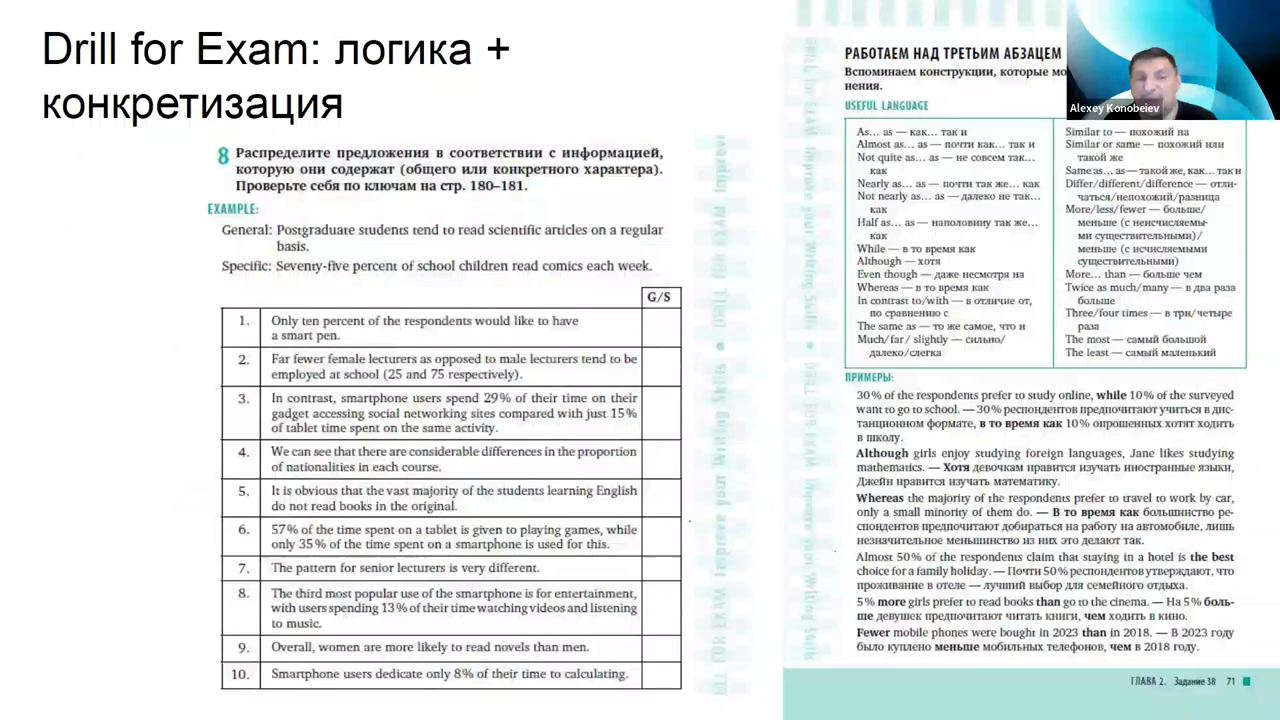 Drill for Exam: логика +
конкретизация
8 Распределите предложения в соответствии с информацией,
которую они содержат (общего или конкретного характера).
Проверьте себя по ключам на стр. 180–181.
EXAMPLE:
General: Postgraduate students tend to read scientific articles on a regular
basis.
Specific: Seventy-five percent of school children read comics each week.
G/S
1. Only ten percent of the respondents would like to have
a smart pen.
2. Far fewer female lecturers as opposed to male lecturers tend to be
employed at school (25 and 75 respectively).
3. In contrast, smartphone users spend 29% of their time on their
gadget accessing social networking sites compared with just 15%
of tablet time spent on the same activity.
4. We can see that there are considerable differences in the proportion
of nationalities in each course.
5. It is obvious that the vast majority of the students learning English
do not read books in the original.
6. 57% of the time spent on a tablet is given to playing games, while
only 35% of the time spent on a smartphone is used for this.
7. The pattern for senior lecturers is very different.
8. The third most popular use of the smartphone is for entertainment,
with users spending 13% of their time watching videos and listening
to music.
9. Overall, women are more likely to read novels than men.
10. Smartphone users dedicate only 8% of their time to calculating.
РАБОТАЕМ НАД ТРЕТЬИМ АБЗАЦЕМ
Вспоминаем конструкции, которые
нения.
USEFUL LANGUAGE
As... as — как... так и
Almost as... as — почти как... так и
Not quite as... as — не совсем так...
как
Nearly as... as — почти так же... как
Not nearly as... as — далеко не так...
как
Half as... as — наполовину так же...
как
While — в то время как
Although — хотя
Even though — даже несмотря на
Whereas — в то время как
In contrast to/with — в отличие от,
по сравнению с
The same as — то же самое, что и
Much/far/ slightly — сильно/
далеко/слегка
Similar to — похожий на
Similar or same — похожий или
такой же
Same as... as — такой же, как... так и
Differ/different/difference — отли-
чаться/непохожий/разница
More/less/fewer — больше/
меньше (с неисчисляемы-
ми существительными)/
меньше (с исчисляемыми
существительными)
More... than — больше чем
Twice as much/many — в два раза
больше
Three/four times — в три/четыре
раза
The most — самый большой
The least — самый маленький
ПРИМЕРЫ:
30% of the respondents prefer to study online, while 10% of the surveyed
want to go to school. — 30% респондентов предпочитают учиться в дис-
танционном формате, в то время как 10% опрошенных хотят ходить
в школу.
Although girls enjoy studying foreign languages, Jane likes studying
mathematics. — Хотя девочкам нравится изучать иностранные языки,
Джейн нравится изучать математику.
Whereas the majority of the respondents prefer to travel to work by car,
only a small minority of them do. — В то время как большинство ре-
спондентов предпочитают добираться на работу на автомобиле, лишь
незначительное меньшинство из них это делают так.
Almost 50% of the respondents claim that staying in a hotel is the best
choice for a family holiday. — Почти 50% респондентов утверждают, что
проживание в отеле — лучший выбор для семейного отдыха.
5% more girls prefer to read books than go to the cinema. — На 5% боль-
ше девушек предпочитают читать книги, чем ходить в кино.
Fewer mobile phones were bought in 2023 than in 2018. — В 2023 году
было куплено меньше мобильных телефонов, чем в 2018 году.
ГЛАВА 2. Задание 38 71
Alexey Konobeiev